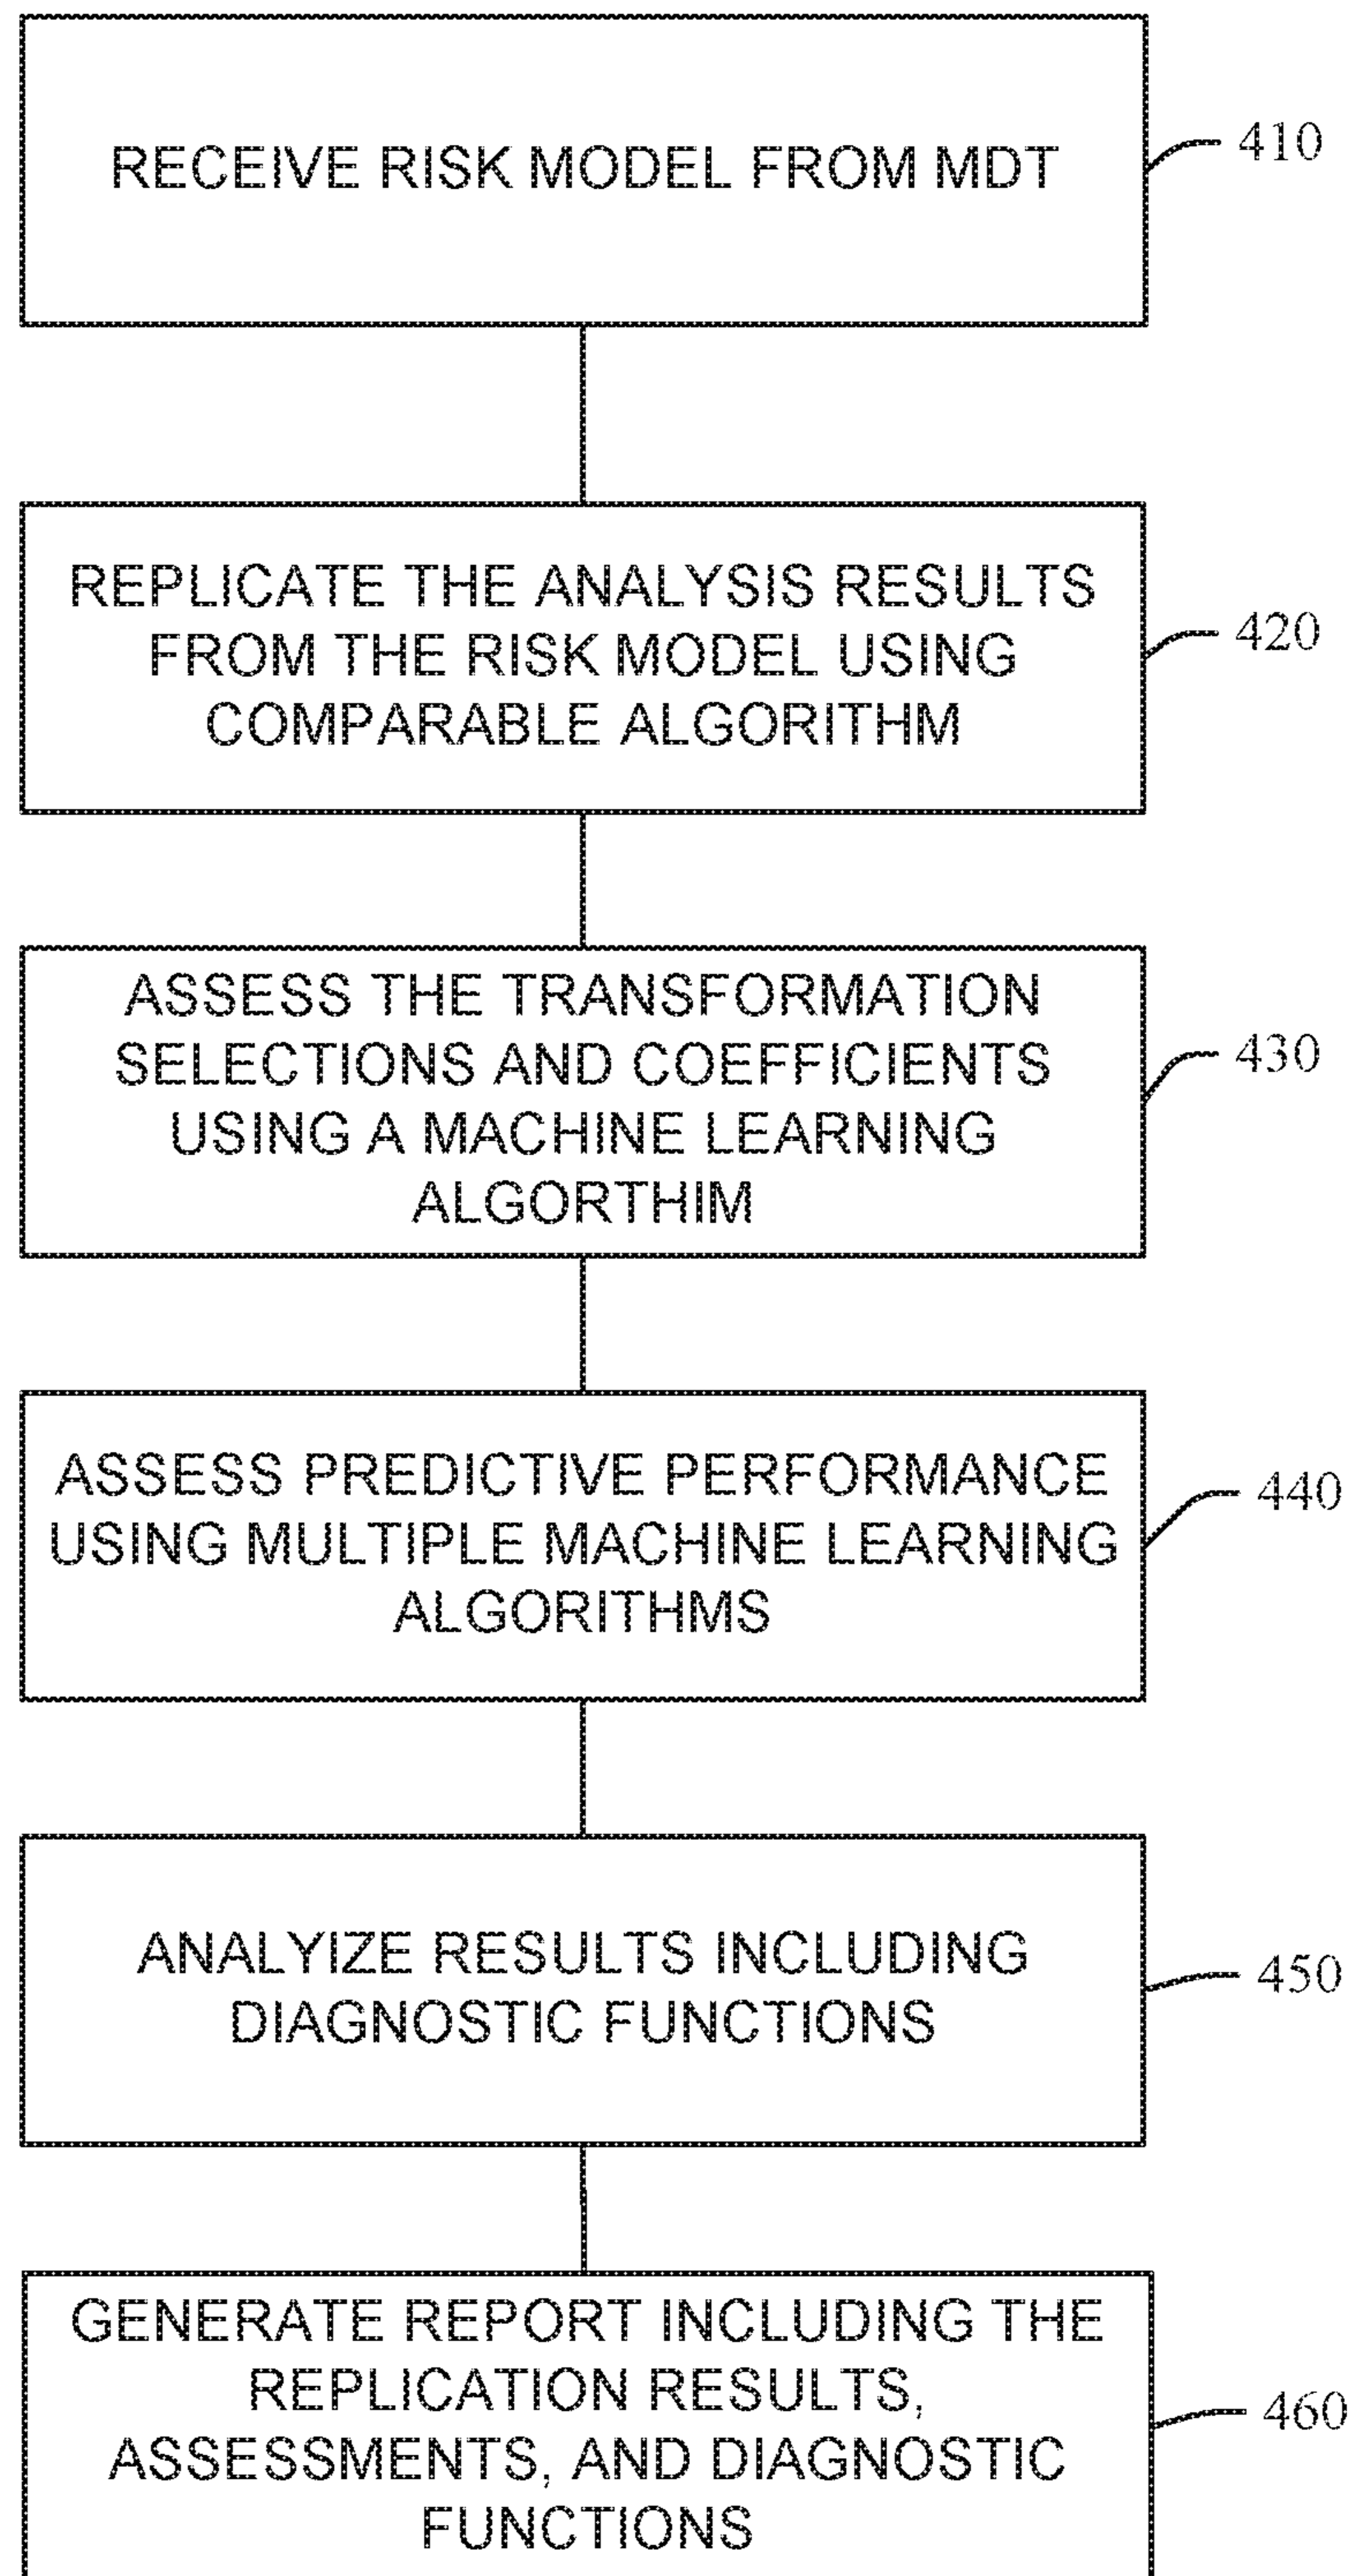 RECEIVE RISK MODEL FROM MDT
410
REPLICATE THE ANALYSIS RESULTS
FROM THE RISK MODEL USING
COMPARABLE ALGORITHM
420
ASSESS THE TRANSFORMATION
SELECTIONS AND COEFFICIENTS
USING A MACHINE LEARNING
ALGORTHIM
430
ASSESS PREDICTIVE PERFORMANCE
USING MULTIPLE MACHINE LEARNING
ALGORITHMS
440
ANALYIZE RESULTS INCLUDING
DIAGNOSTIC FUNCTIONS
450
GENERATE REPORT INCLUDING THE
REPLICATION RESULTS,
ASSESSMENTS, AND DIAGNOSTIC
FUNCTIONS
460